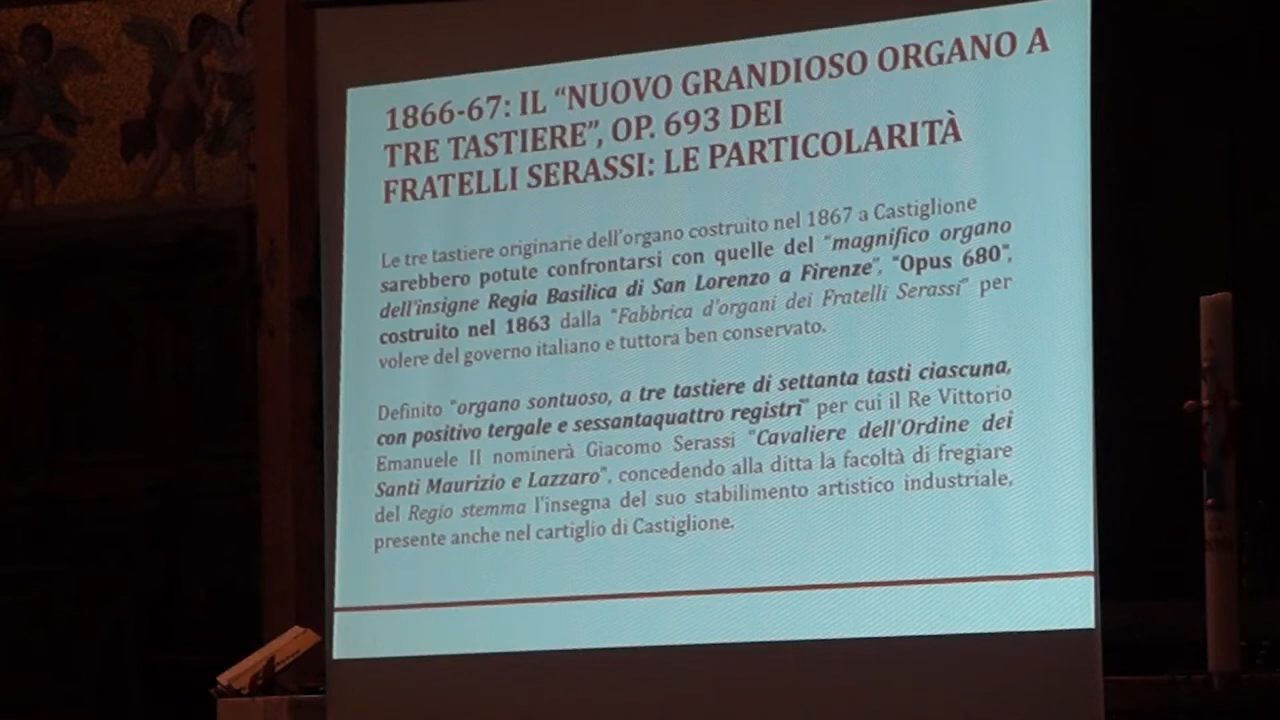 1866-67: IL “NUOVO GRANDIOSO ORGANO A
TRE TASTIERE”, OP. 693 DEI
FRATELLI SERASSI: LE PARTICOLARITÀ
Le tre tastiere originarie dell’organo costruito nel 1867 a Castiglione
sarebbero potute confrontarsi con quelle del “magnifico organo
dell’insigne Regia Basilica di San Lorenzo a Firenze”, “Opus 680”,
costruito nel 1863 dalla “Fabbrica d’organi dei Fratelli Serassi” per
volere del governo italiano e tuttora ben conservato.
Definito “organo sontuoso, a tre tastiere di settanta tasti ciascuna,
con positivo tergale e sessantaquattro registri” per cui il Re Vittorio
Emanuele II nominerà Giacomo Serassi “Cavaliere dell’Ordine dei
Santi Maurizio e Lazzaro”, concedendo alla ditta la facoltà di fregiare
del Regio stemma l’insegna del suo stabilimento artistico industriale,
presente anche nel cartiglio di Castiglione.